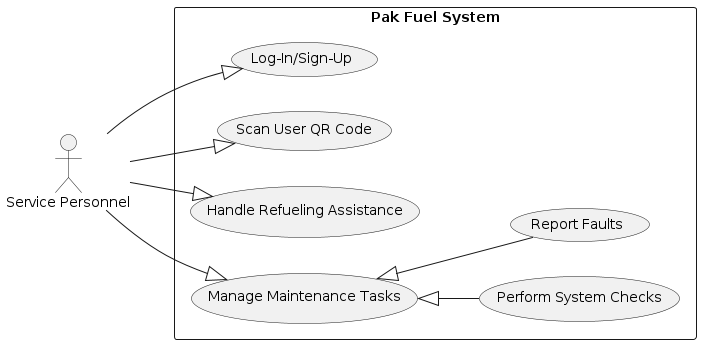 Pak Fuel System
Log-In/Sign-Up
Scan User QR Code
Service Personnel
Handle Refueling Assistance
Report Faults
Manage Maintenance Tasks
Perform System Checks